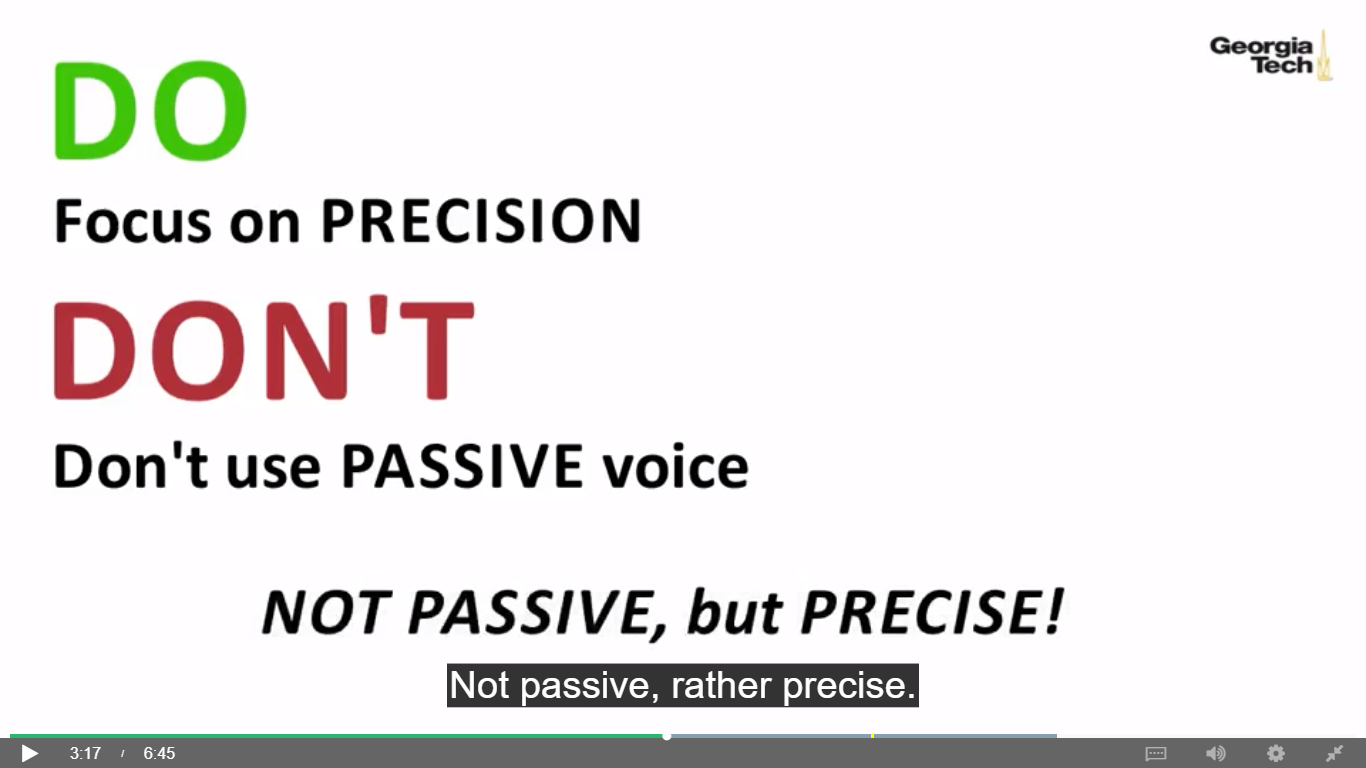 Georgia
Tech
DO
Focus on PRECISION
DON'T
Don't use PASSIVE voice
NOT PASSIVE, but PRECISE!
Not passive, rather precise.
3:17 / 6:45